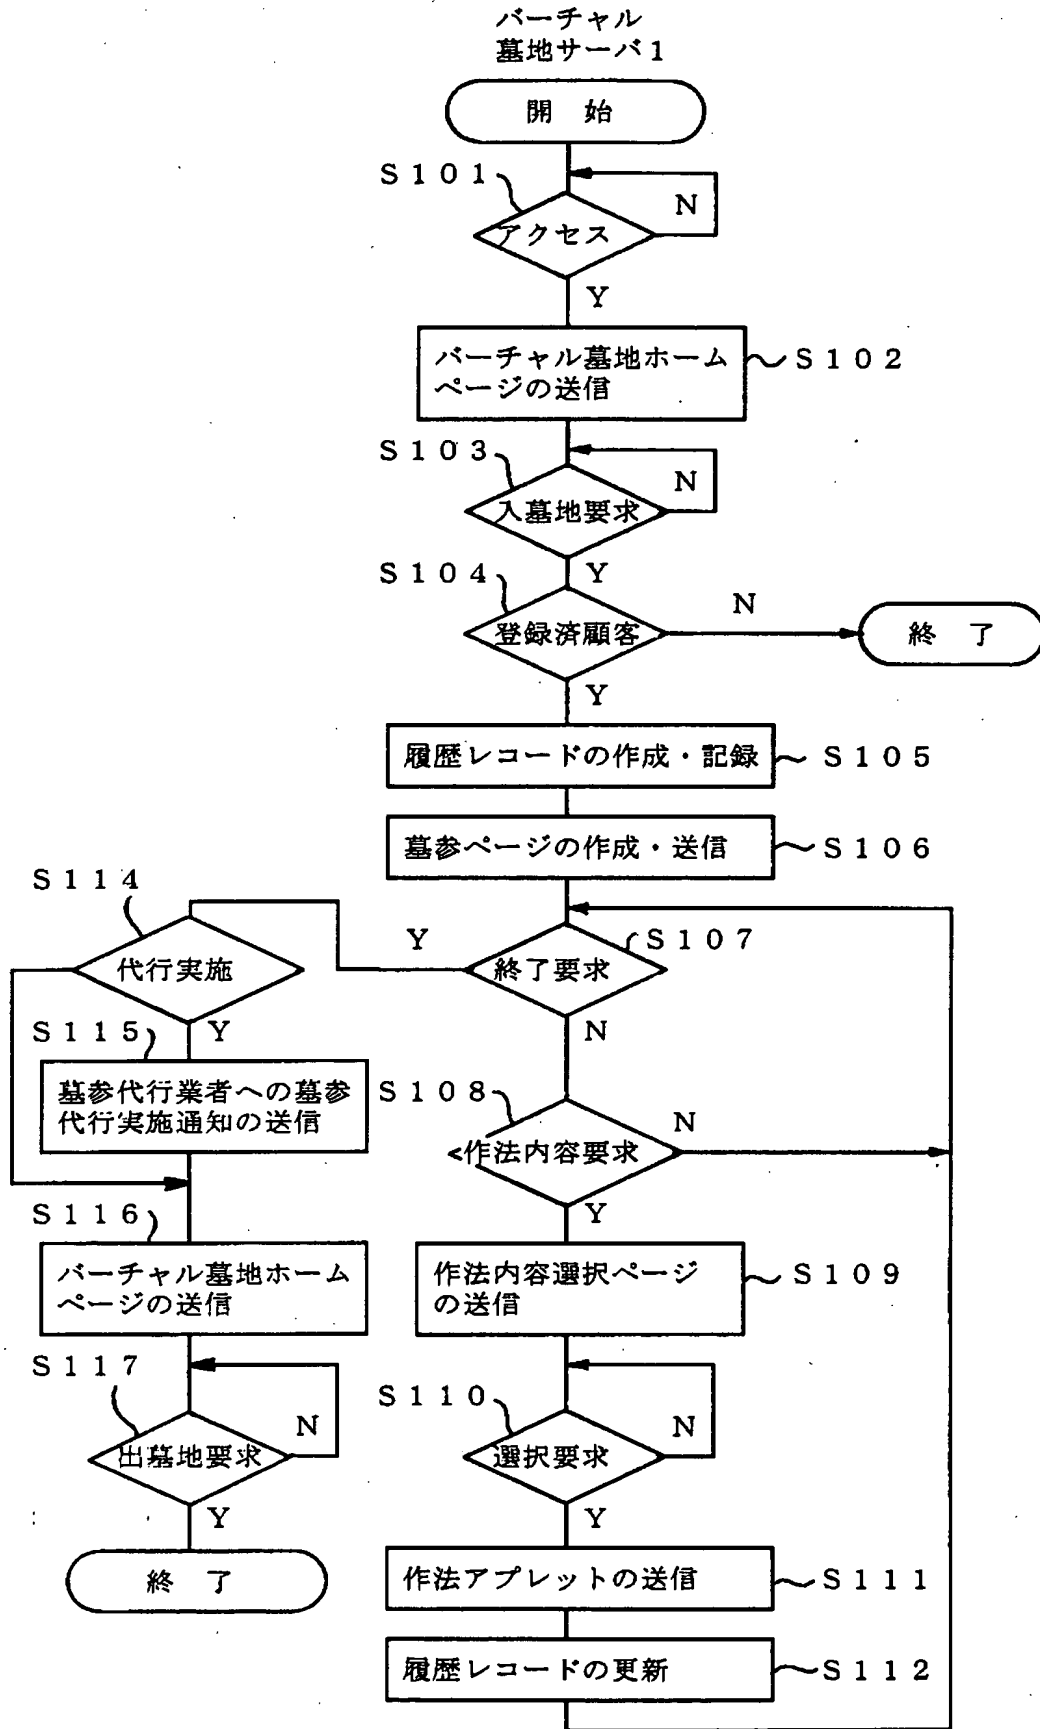 バーチャル
墓地サーバ1
開 始
S101
アクセス
N
Y
バーチャル墓地ホーム
ページの送信
S102
S103
入墓地要求
N
Y
S104
登録済顧客
N
終 了
Y
履歴レコードの作成・記録
S105
墓参ページの作成・送信
S106
S107
終了要求
Y
N
S114
代行実施
Y
S115
墓参代行業者への墓参
代行実施通知の送信
S116
バーチャル墓地ホーム
ページの送信
S117
出墓地要求
N
Y
終 了
S108
作法内容要求
N
Y
作法内容選択ページ
の送信
S109
S110
選択要求
N
Y
作法アプレットの送信
S111
履歴レコードの更新
S112